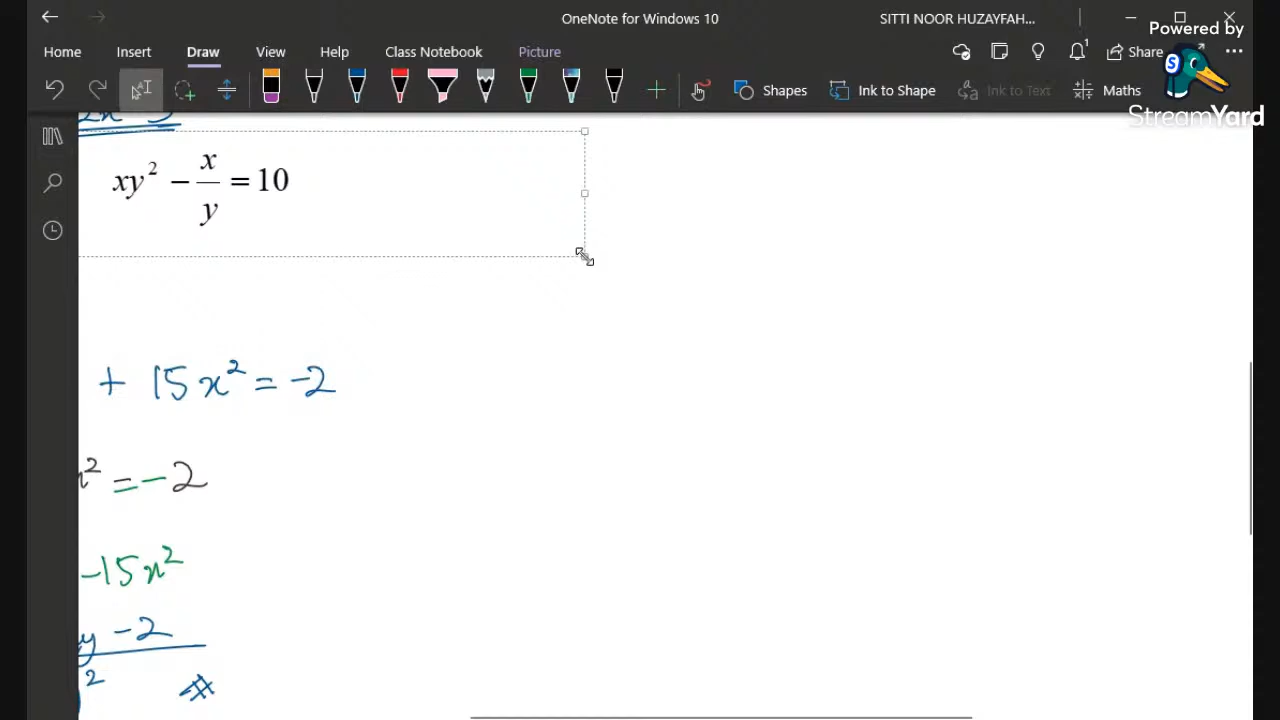 OneNote for Windows 10
SITTI NOOR HUZAYFAH...
Powered by
StreamYard
Home Insert Draw View Help Class Notebook Picture
Share
Shapes Ink to Shape Ink to Text Maths
xy² − x/y = 10
+ 15x² = -2
² = -2
-15x²
y - 2
²
#